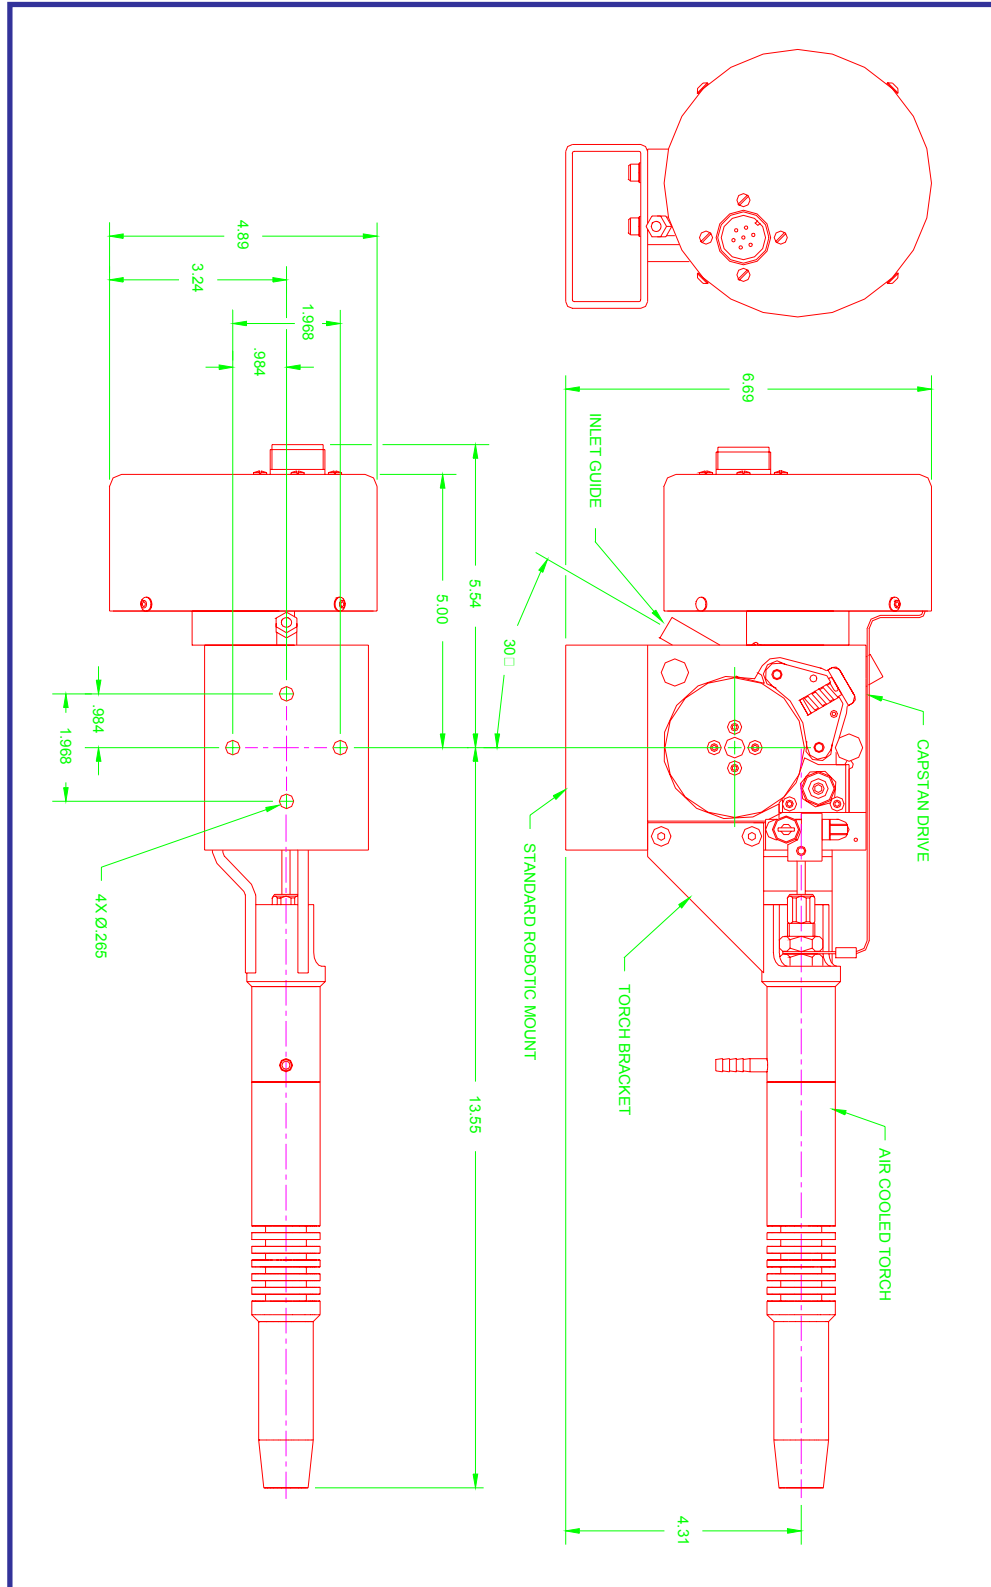 4.89
3.24
1.968
.984
6.69
INLET GUIDE
5.54
5.00
30□
.984
1.968
CAPSTAN DRIVE
4X Ø.265
STANDARD ROBOTIC MOUNT
TORCH BRACKET
13.55
AIR COOLED TORCH
4.31